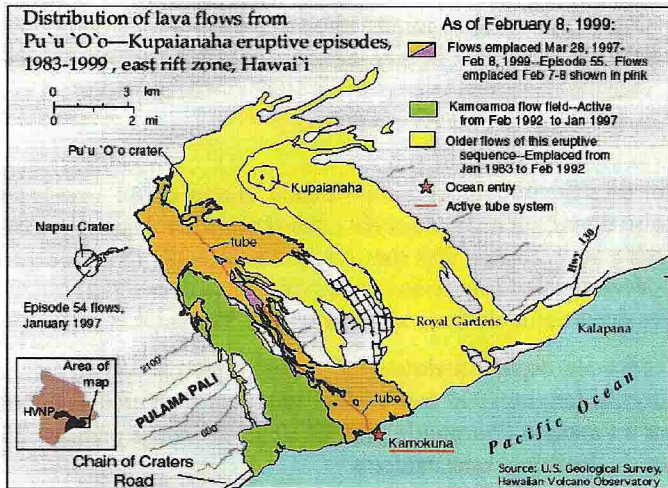 Distribution of lava flows from
Pu`u `O`o—Kupaianaha eruptive episodes,
1983-1999 , east rift zone, Hawai`i
0 3 km
0 2 mi
As of February 8, 1999:
Flows emplaced Mar 28, 1997-
Feb 8, 1999--Episode 55. Flows
emplaced Feb 7-8 shown in pink
Kamoamoa flow field--Active
from Feb 1992 to Jan 1997
Older flows of this eruptive
sequence--Emplaced from
Jan 1983 to Feb 1992
Ocean entry
Active tube system
Pu`u `O`o crater
Kupaianaha
Napau Crater
tube
Hwy 130
Episode 54 flows,
January 1997
Royal Gardens
Kalapana
2100'
Area of
map
HVNP
PULAMA PALI
600'
tube
Kamokuna
Pacific Ocean
Chain of Craters
Road
Source: U.S. Geological Survey,
Hawaiian Volcano Observatory